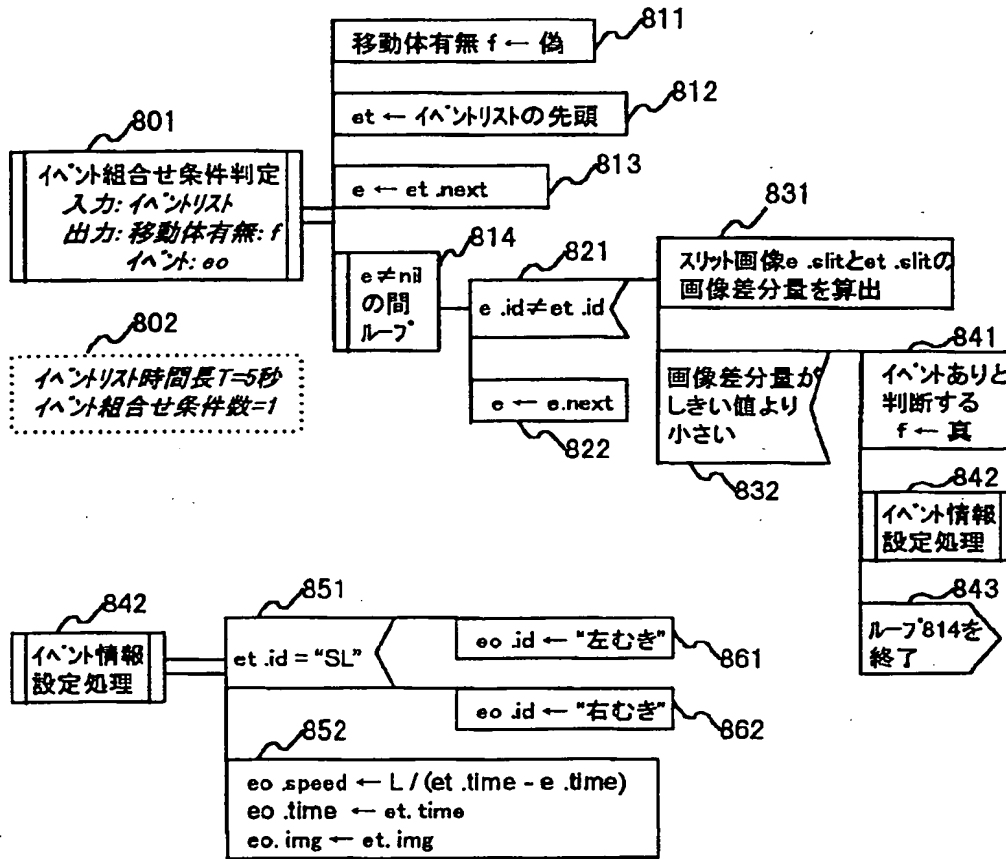 811
移動体有無 f ← 偽
812
et ← イベントリストの先頭
801
イベント組合せ条件判定
入力: イベントリスト
出力: 移動体有無: f
イベント: eo
813
e ← et .next
814
e≠nil
の間
ループ
821
e .id≠et .id
831
スリット画像e .slitとet .slitの
画像差分量を算出
802
イベントリスト時間長T=5秒
イベント組合せ条件数=1
e ← e.next
822
画像差分量が
しきい値より
小さい
832
841
イベントありと
判断する
f ← 真
842
イベント情報
設定処理
843
ループ814を
終了
842
イベント情報
設定処理
851
et .id = “SL”
eo .id ← “左むき”
861
eo .id ← “右むき”
862
852
eo .speed ← L / (et .time - e .time)
eo .time ← et. time
eo. img ← et. img